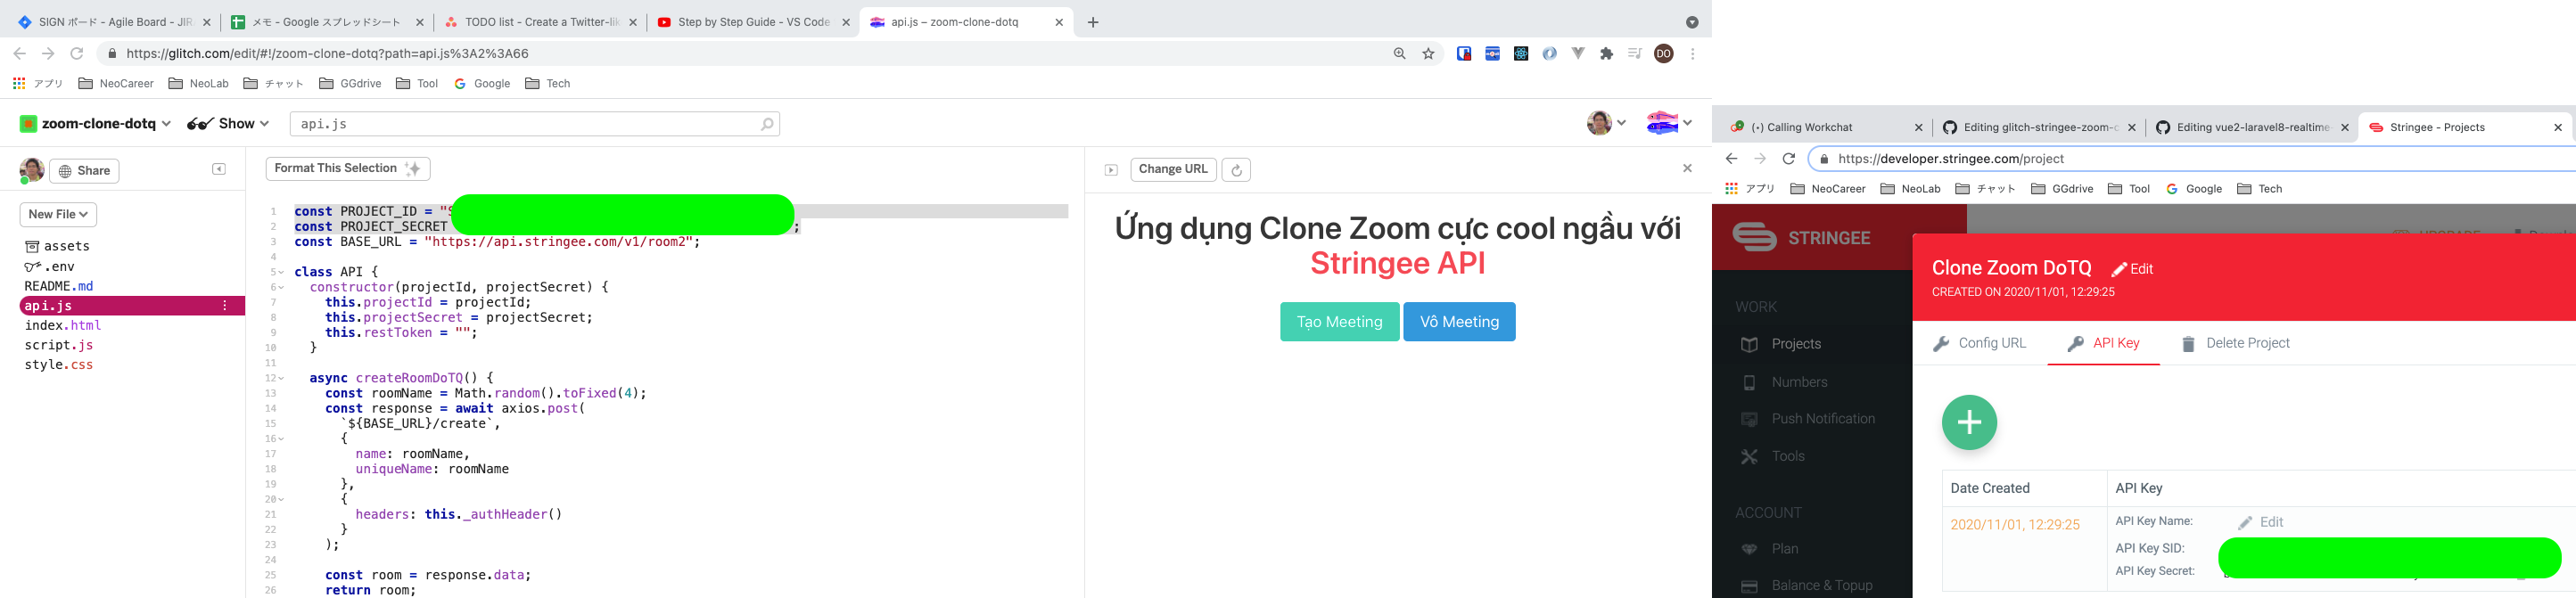 SIGN ボード - Agile Board - JIR
メモ - Google スプレッドシート
TODO list - Create a Twitter-lik
Step by Step Guide - VS Code
api.js – zoom-clone-dotq
https://glitch.com/edit/#!/zoom-clone-dotq?path=api.js%3A2%3A66
DO
アプリ NeoCareer NeoLab チャット GGdrive Tool Google Tech
zoom-clone-dotq Show api.js
Share
New File
assets
.env
README.md
api.js
index.html
script.js
style.css
Format This Selection
1 const PROJECT_ID = "S
2 const PROJECT_SECRET ;
3 const BASE_URL = "https://api.stringee.com/v1/room2";
4
5 class API {
6 constructor(projectId, projectSecret) {
7 this.projectId = projectId;
8 this.projectSecret = projectSecret;
9 this.restToken = "";
10 }
11
12 async createRoomDoTQ() {
13 const roomName = Math.random().toFixed(4);
14 const response = await axios.post(
15 `${BASE_URL}/create`,
16 {
17 name: roomName,
18 uniqueName: roomName
19 },
20 {
21 headers: this._authHeader()
22 }
23 );
24
25 const room = response.data;
26 return room;
Change URL
Ứng dụng Clone Zoom cực cool ngầu với
Stringee API
Tạo Meeting Vô Meeting
(•) Calling Workchat
Editing glitch-stringee-zoom-c
Editing vue2-laravel8-realtime-
Stringee - Projects
https://developer.stringee.com/project
アプリ NeoCareer NeoLab チャット GGdrive Tool Google Tech
STRINGEE
UPGRADE
Clone Zoom DoTQ Edit
CREATED ON 2020/11/01, 12:29:25
WORK
Projects
Numbers
Push Notification
Tools
ACCOUNT
Plan
Balance & Topup
Config URL API Key Delete Project
Date Created API Key
2020/11/01, 12:29:25
API Key Name: Edit
API Key SID:
API Key Secret: